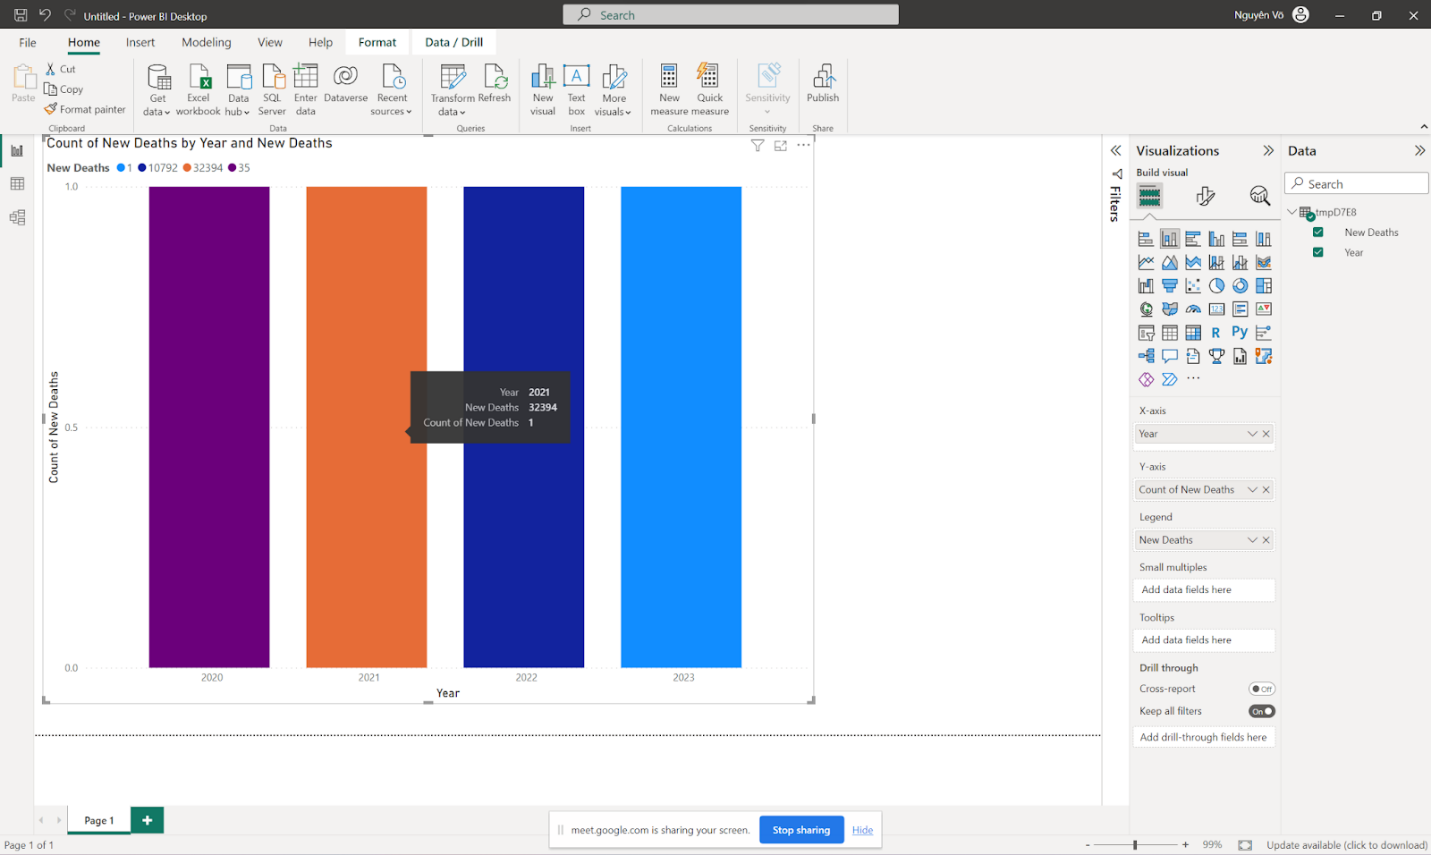 Untitled - Power BI Desktop
Search
Nguyên Võ
File
Home
Insert
Modeling
View
Help
Format
Data / Drill
Paste
Cut
Copy
Format painter
Clipboard
Get data
Excel workbook
Data hub
SQL Server
Enter data
Dataverse
Recent sources
Data
Transform data
Refresh
Queries
New visual
Text box
More visuals
Insert
New measure
Quick measure
Calculations
Sensitivity
Sensitivity
Publish
Share
Count of New Deaths by Year and New Deaths
New Deaths 1 10792 32394 35
1.0
0.5
0.0
Count of New Deaths
Year 2021
New Deaths 32394
Count of New Deaths 1
2020 2021 2022 2023
Year
Filters
Visualizations
Build visual
R
Py
123
X-axis
Year
Y-axis
Count of New Deaths
Legend
New Deaths
Small multiples
Add data fields here
Tooltips
Add data fields here
Drill through
Cross-report
Off
Keep all filters
On
Add drill-through fields here
Data
Search
tmpD7E8
New Deaths
Year
Page 1
meet.google.com is sharing your screen.
Stop sharing
Hide
Page 1 of 1
- + 99%
Update available (click to download)